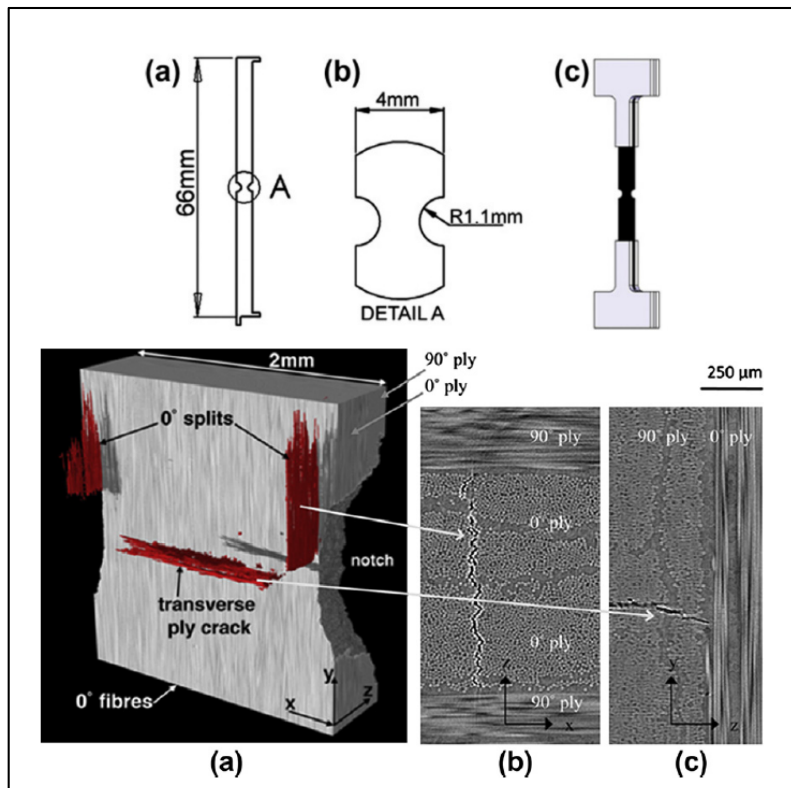 (a)
(b)
(c)
4mm
66mm
A
R1.1mm
DETAIL A
2mm
90° ply
0° ply
0° splits
notch
transverse
ply crack
0° fibres
y
x
z
(a)
250 µm
90° ply
0° ply
0° ply
90° ply
z
x
(b)
90° ply
0° ply
y
z
(c)